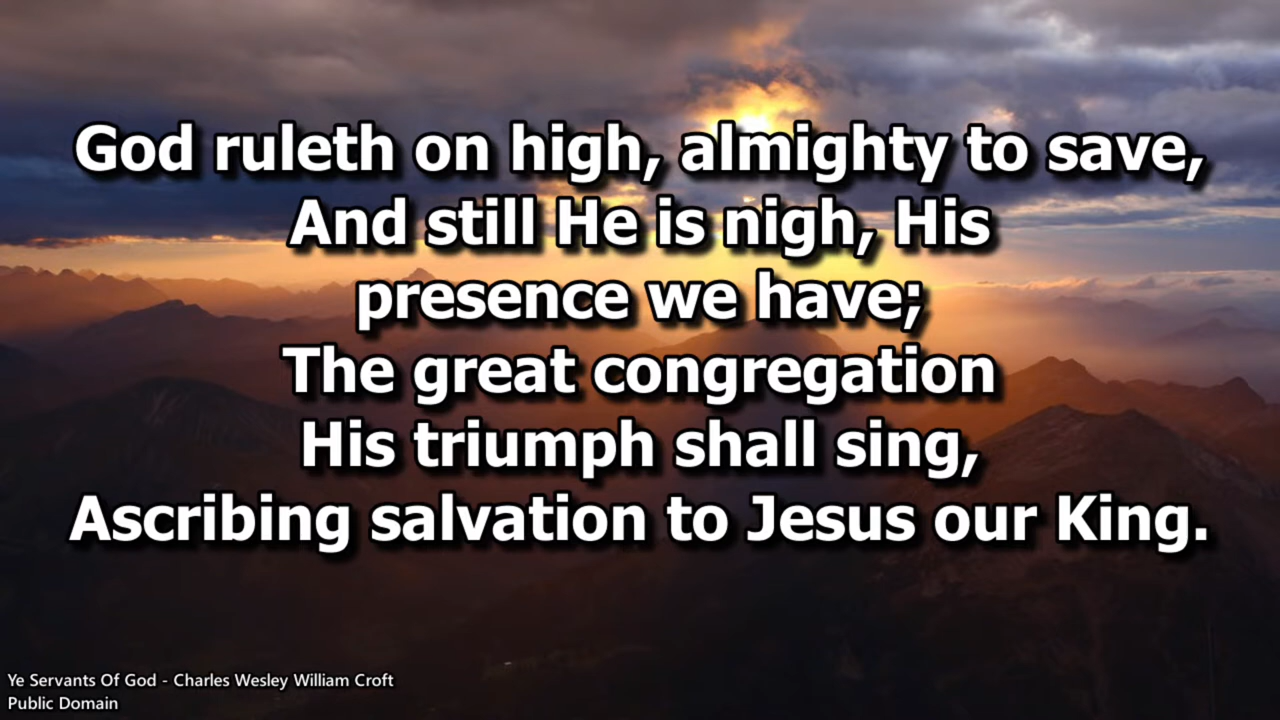 God ruleth on high, almighty to save,
And still He is nigh, His
presence we have;
The great congregation
His triumph shall sing,
Ascribing salvation to Jesus our King.
Ye Servants Of God - Charles Wesley William Croft
Public Domain